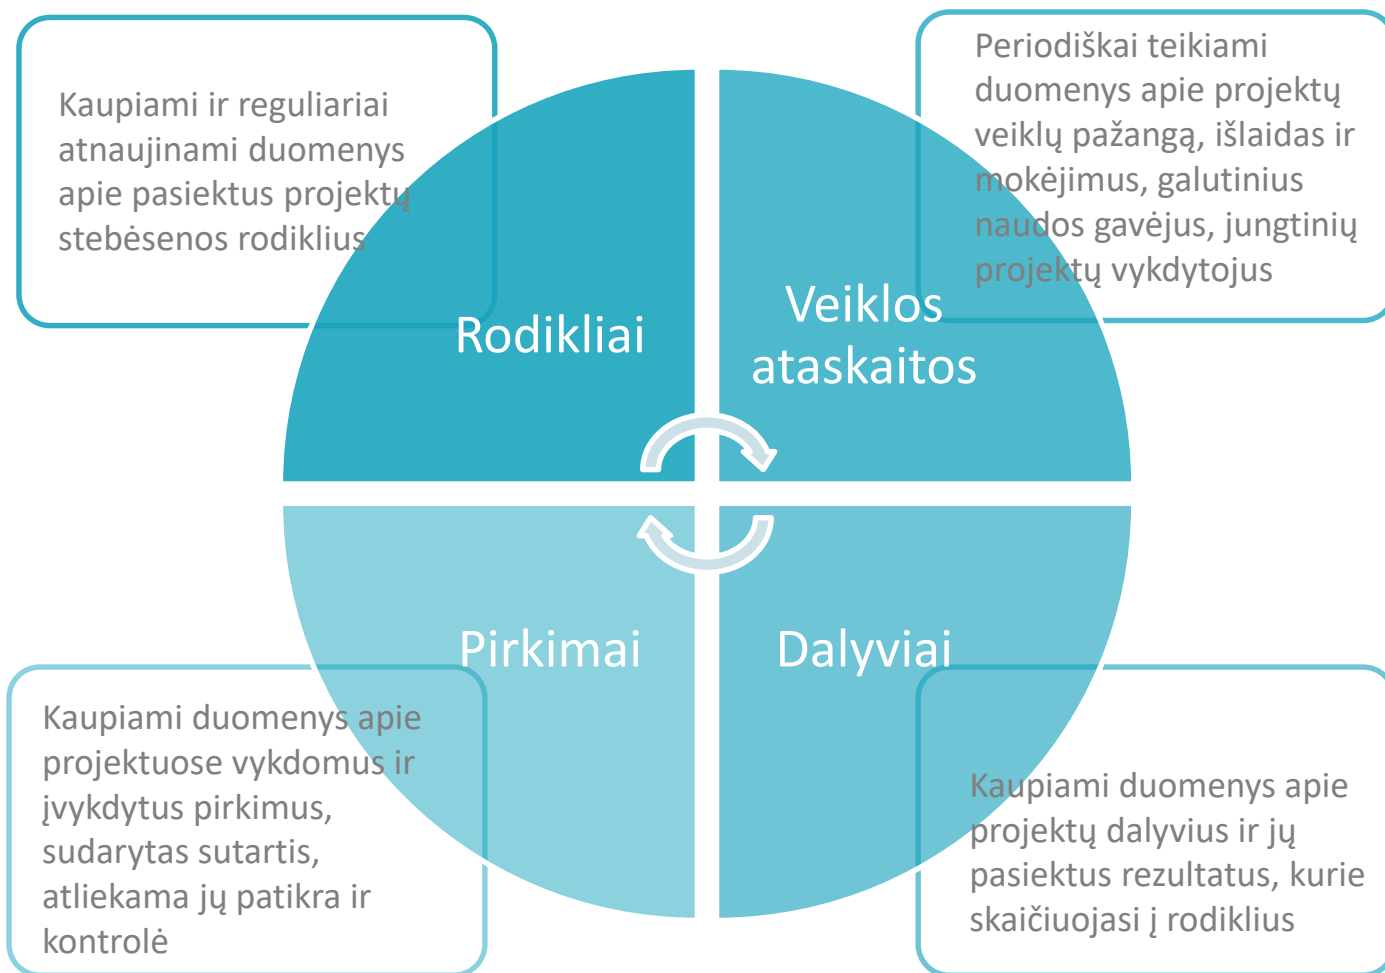 Kaupiami ir reguliariai
atnaujinami duomenys
apie pasiektus projektų
stebėsenos rodiklius
Rodikliai
Periodiškai teikiami
duomenys apie projektų
veiklų pažangą, išlaidas ir
mokėjimus, galutinius
naudos gavėjus, jungtinių
projektų vykdytojus
Veiklos
ataskaitos
Pirkimai
Kaupiami duomenys apie
projektuose vykdomus ir
įvykdytus pirkimus,
sudarytas sutartis,
atliekama jų patikra ir
kontrolė
Dalyviai
Kaupiami duomenys apie
projektų dalyvius ir jų
pasiektus rezultatus, kurie
skaičiuojasi į rodiklius